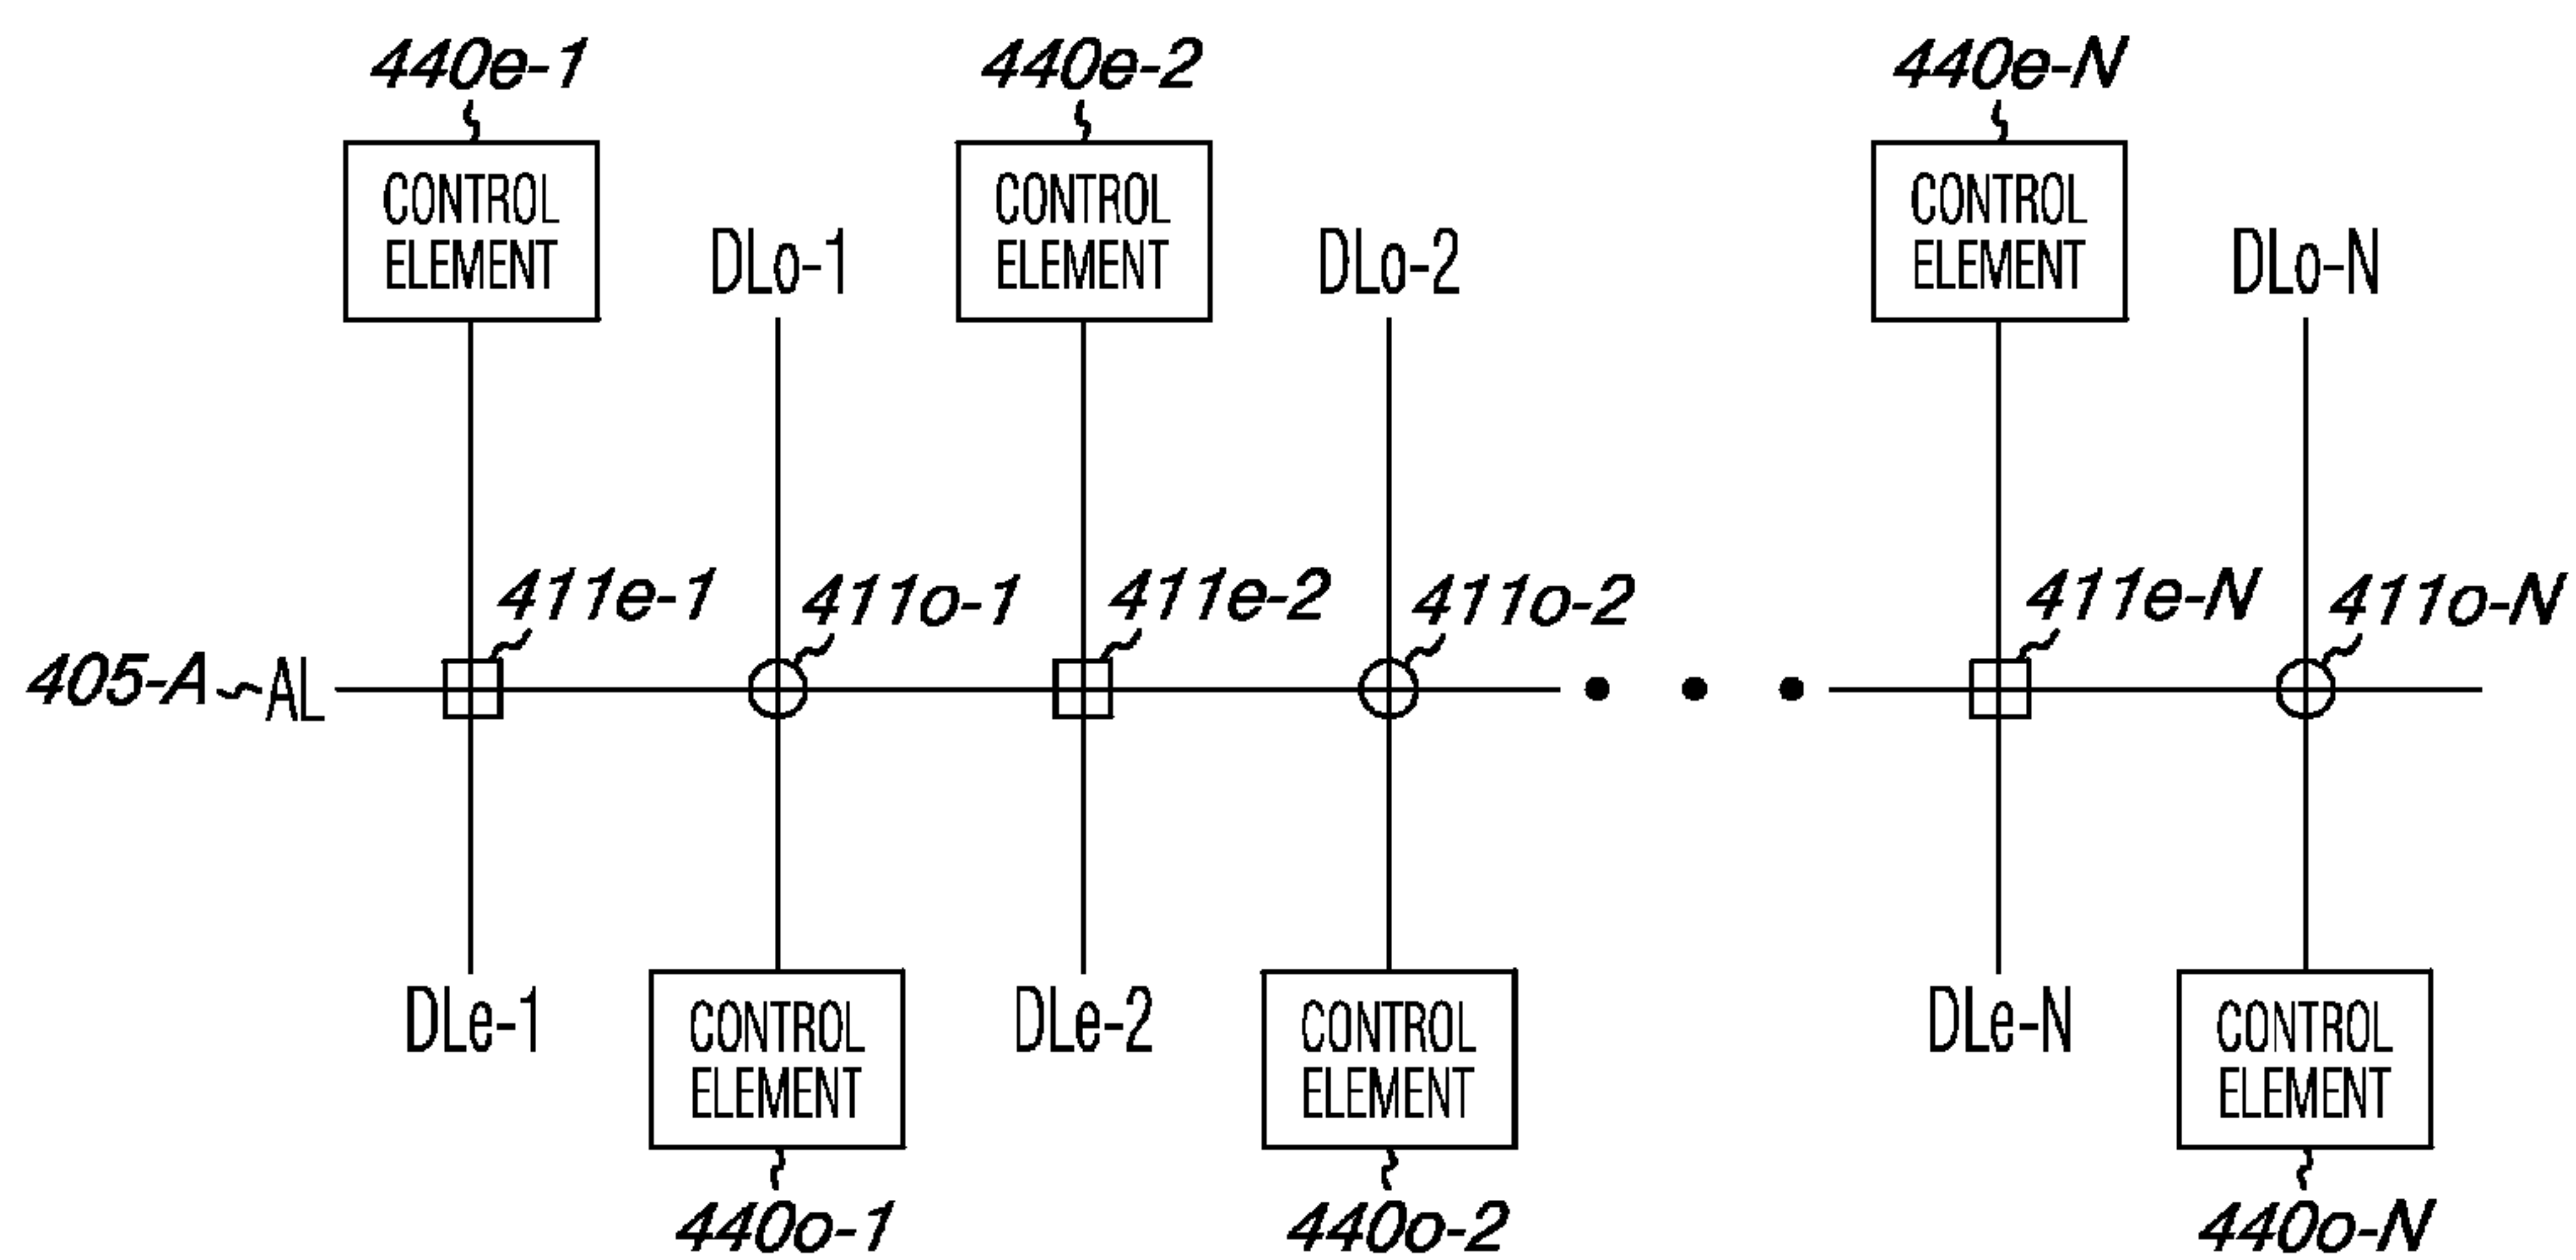 440e-1 440e-2 440e-N
CONTROL ELEMENT
DLo-1
CONTROL ELEMENT
DLo-2
CONTROL ELEMENT
DLo-N
411e-1 411o-1 411e-2 411o-2 411e-N 411o-N
405-A AL
DLe-1
CONTROL ELEMENT
DLe-2
CONTROL ELEMENT
DLe-N
CONTROL ELEMENT
440o-1 440o-2 440o-N